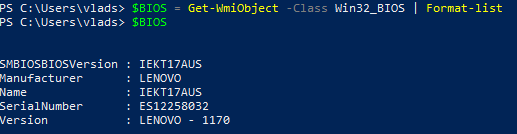 PS C:\Users\vlads> $BIOS = Get-WmiObject -Class Win32_BIOS | Format-list
PS C:\Users\vlads> $BIOS
SMBIOSBIOSVersion : IEKT17AUS
Manufacturer : LENOVO
Name : IEKT17AUS
SerialNumber : ES12258032
Version : LENOVO - 1170